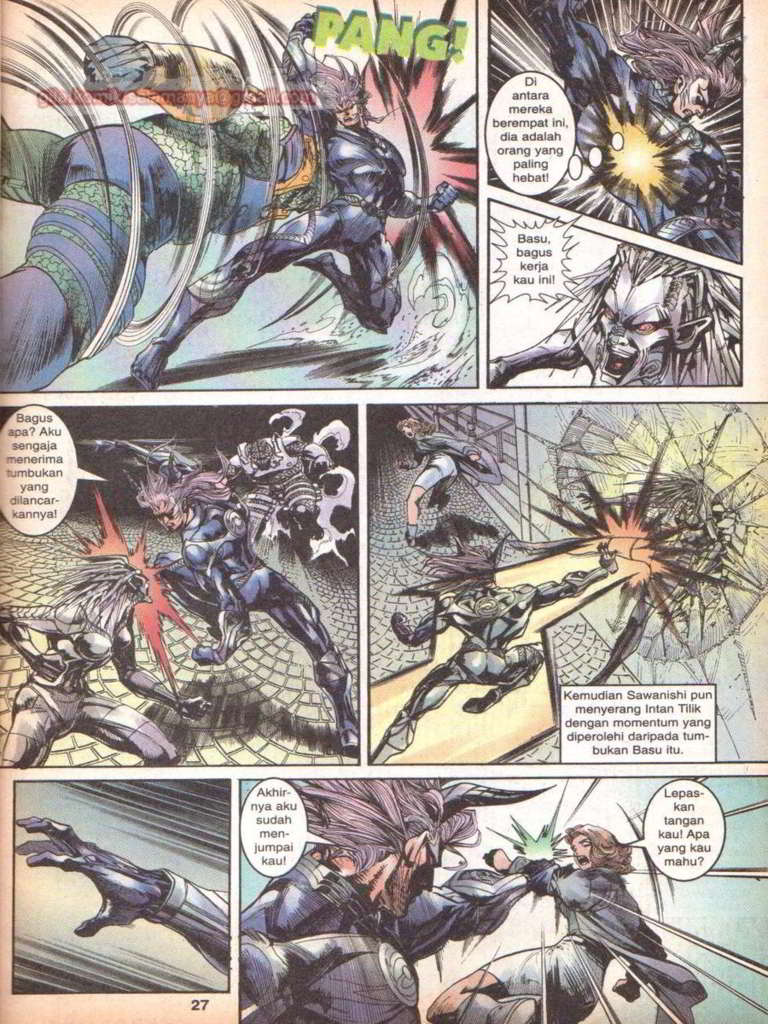 PANG!
Di
antara
mereka
berempat ini,
dia adalah
orang yang
paling
hebat!
Basu,
bagus
kerja
kau ini!
Bagus
apa? Aku
sengaja
menerima
tumbukan
yang
dilancar-
kannya!
Kemudian Sawanishi pun
menyerang Intan Tilik
dengan momentum yang
diperolehi daripada tum-
bukan Basu itu.
Akhir-
nya aku
sudah
men-
jumpai
kau!
Lepas-
kan
tangan
kau! Apa
yang kau
mahu?
27